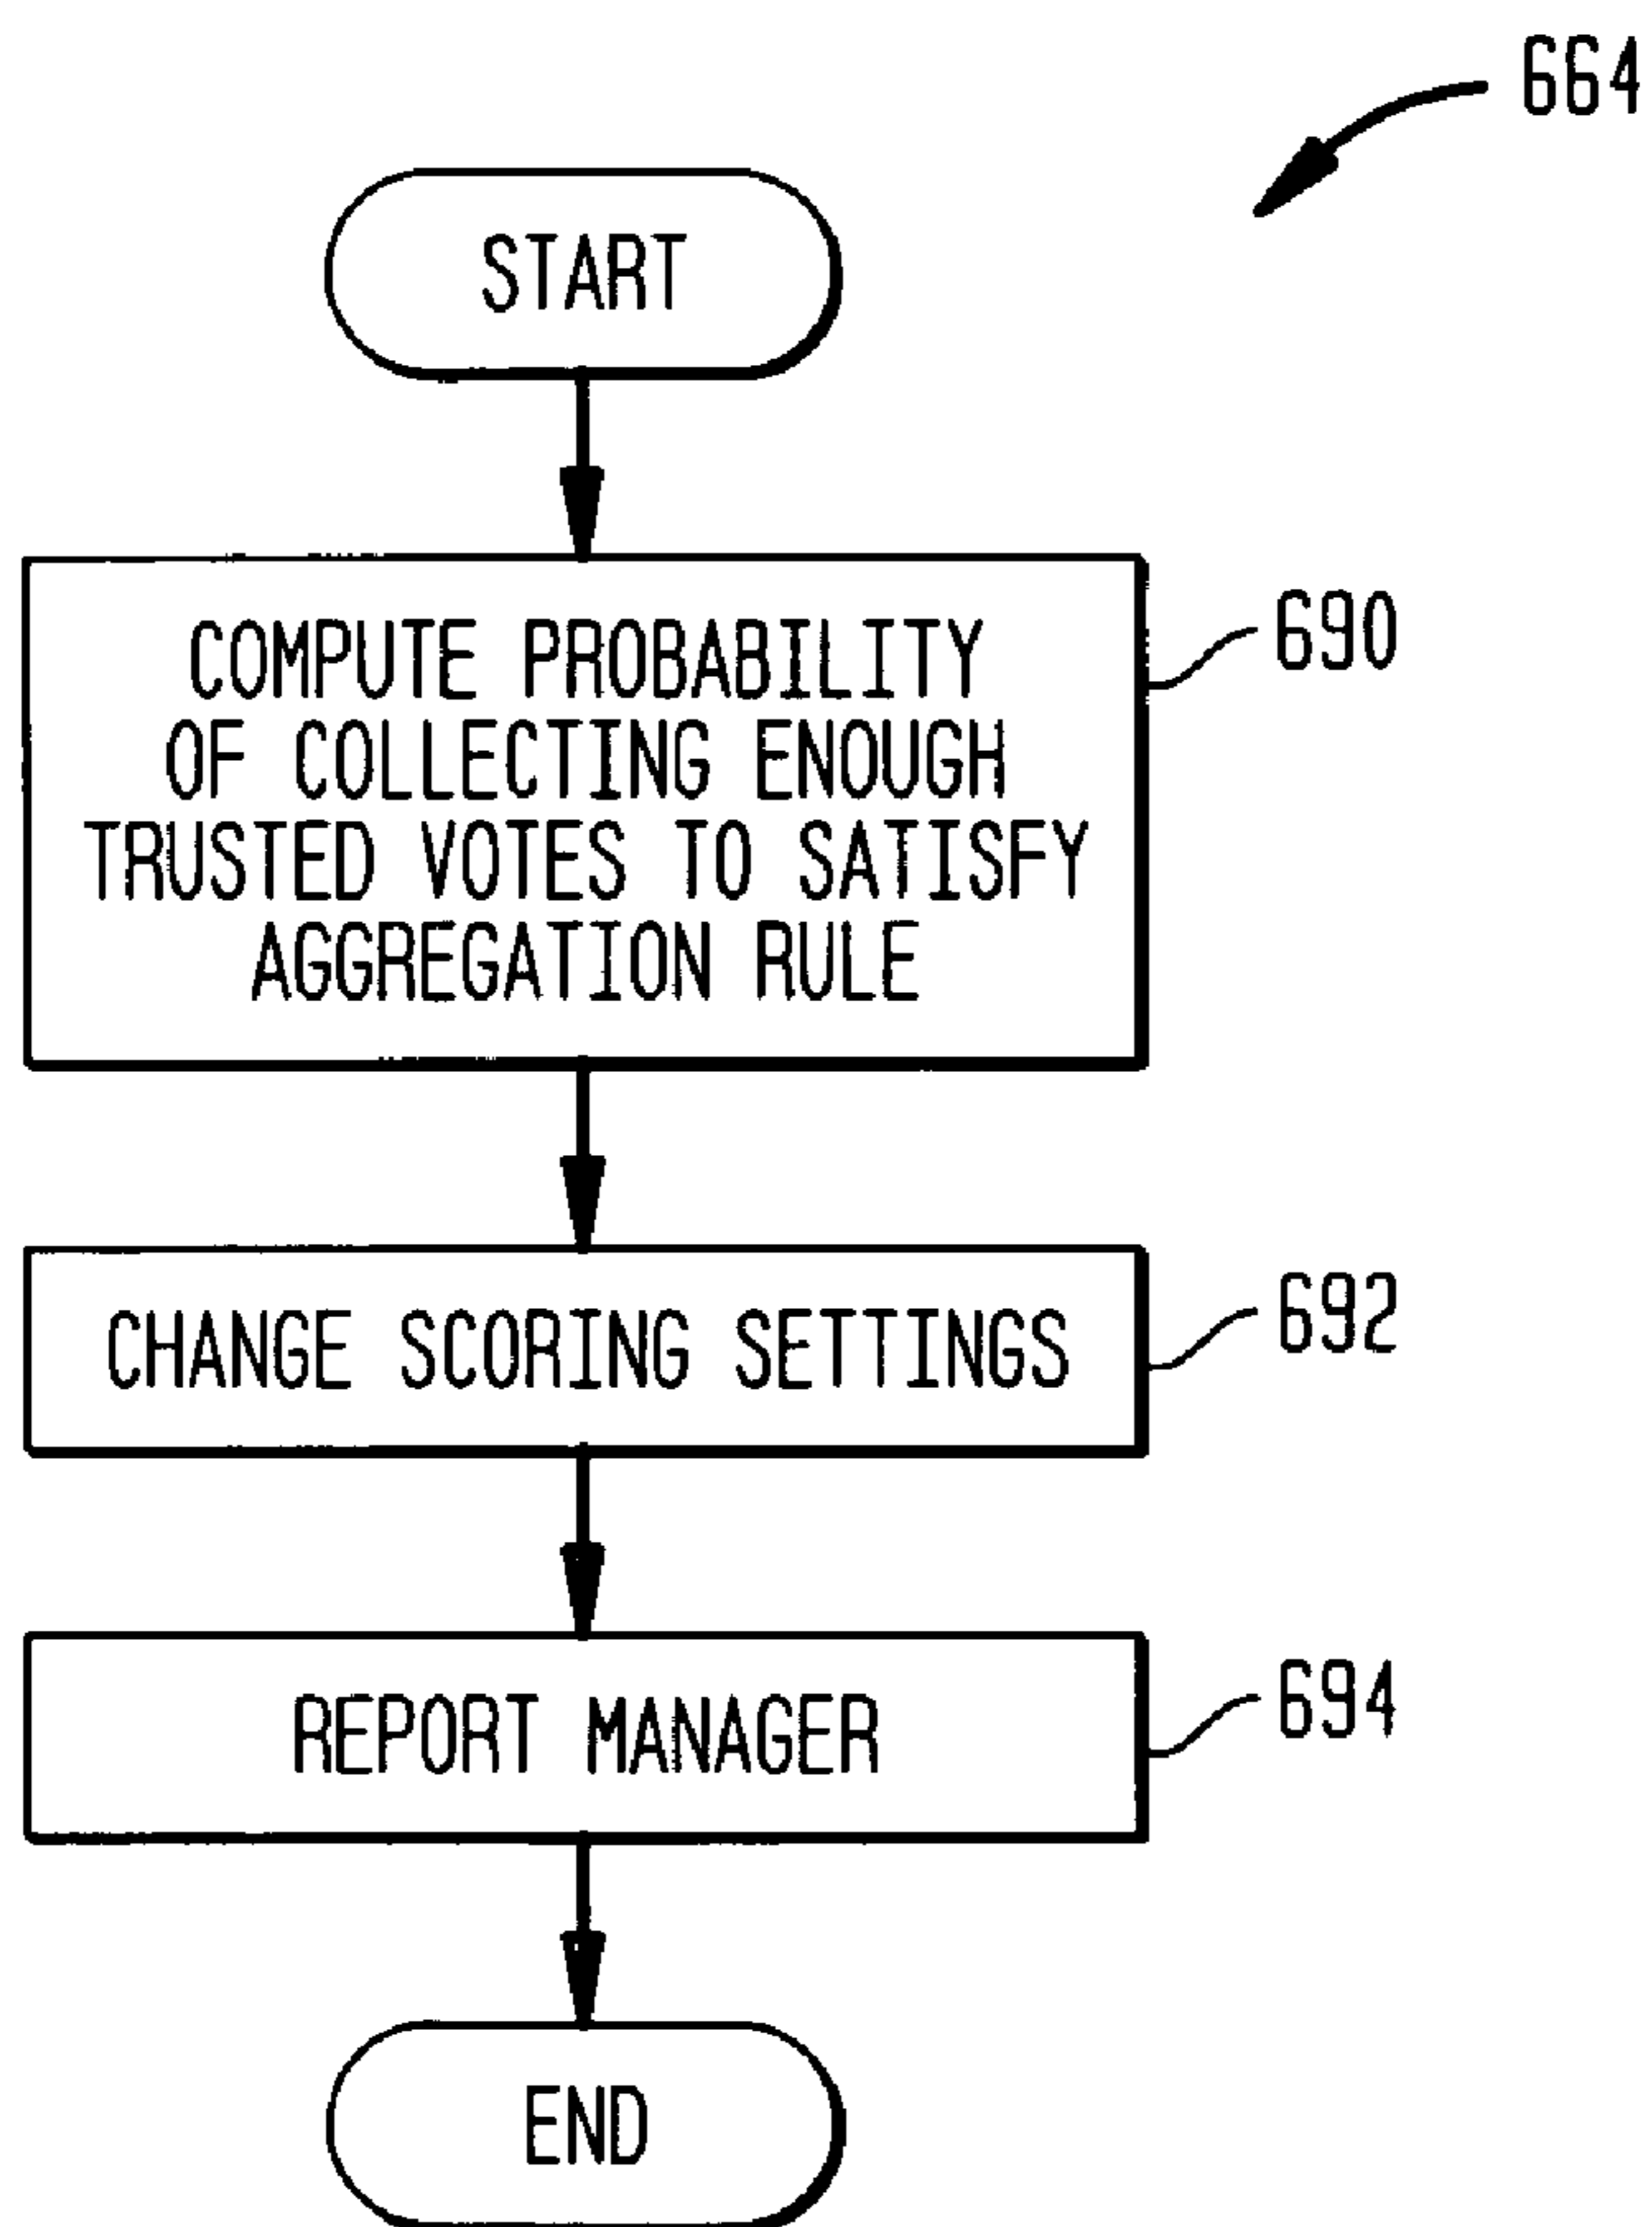 664
START
COMPUTE PROBABILITY
OF COLLECTING ENOUGH
TRUSTED VOTES TO SATISFY
AGGREGATION RULE
690
CHANGE SCORING SETTINGS
692
REPORT MANAGER
694
END